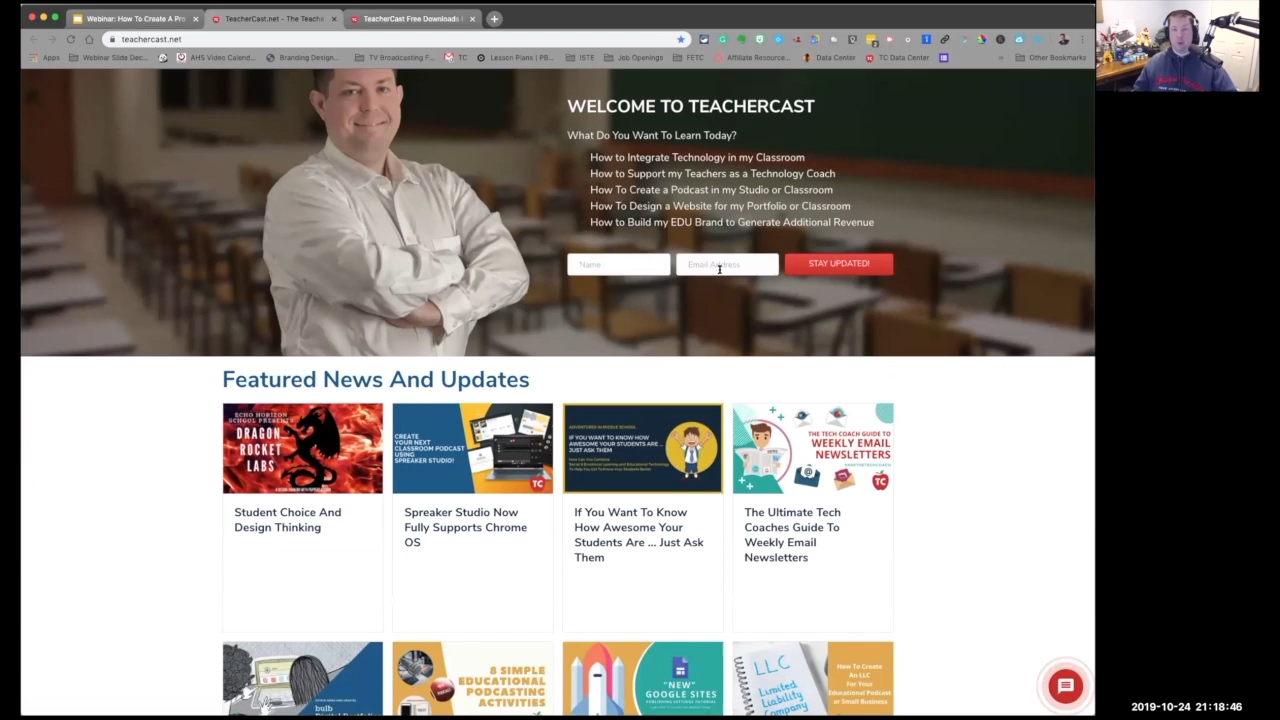 Webinar: How To Create A Pro
TeacherCast.net - The Teache
TeacherCast Free Downloads
teachercast.net
Apps
Webinar Slide Dec...
AHS Video Calend...
Branding Design...
TV Broadcasting F...
TC
Lesson Plans | PB...
ISTE
Job Openings
FETC
Affiliate Resource...
Data Center
TC Data Center
Other Bookmarks
WELCOME TO TEACHERCAST
What Do You Want To Learn Today?
How to Integrate Technology in my Classroom
How to Support my Teachers as a Technology Coach
How To Create a Podcast in my Studio or Classroom
How To Design a Website for my Portfolio or Classroom
How to Build my EDU Brand to Generate Additional Revenue
Name
Email Address
STAY UPDATED!
Featured News And Updates
ECHO HORIZON
SCHOOL PRESENTS
DRAGON
ROCKET
LABS
CREATE
YOUR NEXT
CLASSROOM PODCAST
USING
SPREAKER STUDIO!
TC
ADVENTURES IN MIDDLE SCHOOL
IF YOU WANT TO KNOW HOW
AWESOME YOUR STUDENTS ARE ...
JUST ASK THEM
THE TECH COACH GUIDE TO
WEEKLY EMAIL
NEWSLETTERS
TC
Student Choice And
Design Thinking
Spreaker Studio Now
Fully Supports Chrome
OS
If You Want To Know
How Awesome Your
Students Are ... Just Ask
Them
The Ultimate Tech
Coaches Guide To
Weekly Email
Newsletters
bulb
8 SIMPLE
EDUCATIONAL
PODCASTING
ACTIVITIES
"NEW"
GOOGLE SITES
PUBLISHING SETTINGS TUTORIAL
LLC
Limited
Liability
Company
How To Create
An LLC
For Your
Educational Podcast
or Small Business
2019-10-24 21:18:46